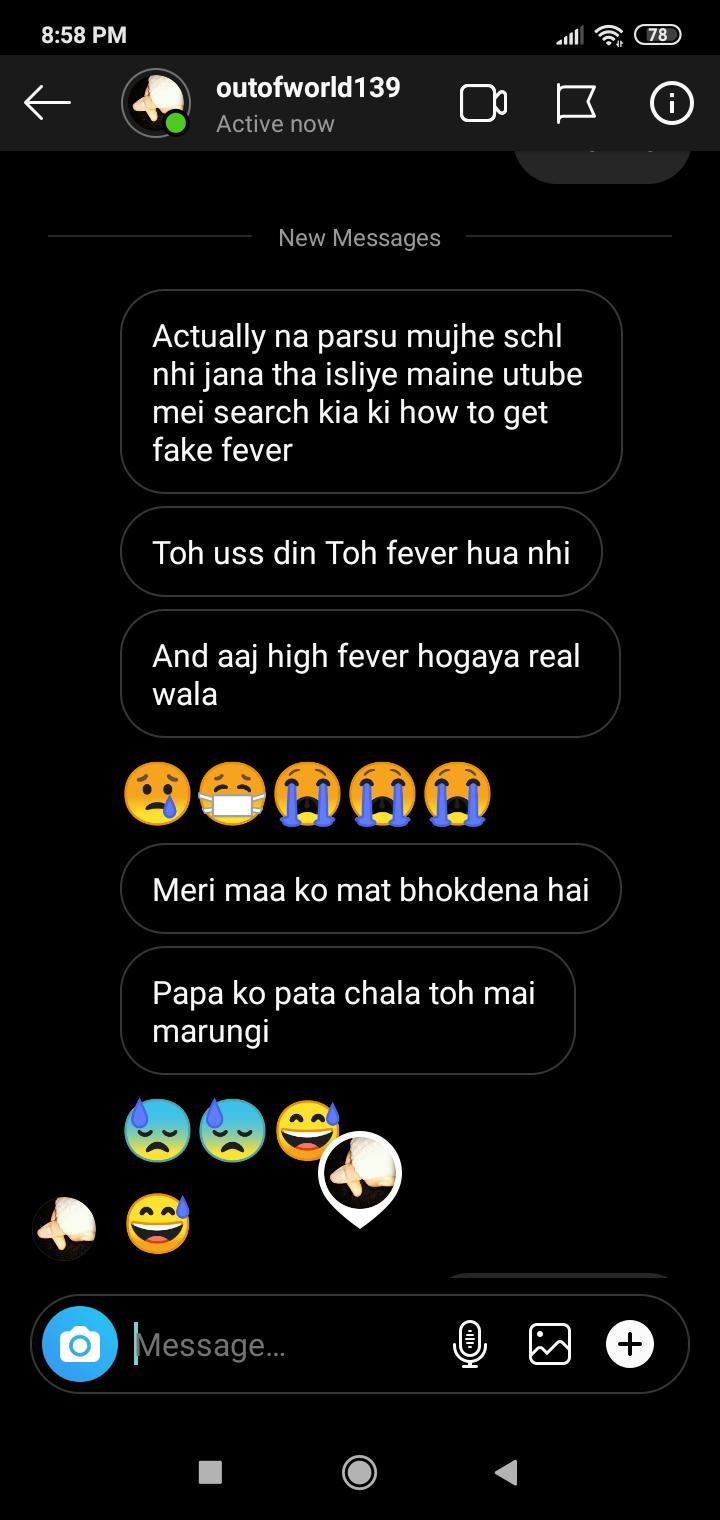 8:58 PM
78
outofworld139
Active now
New Messages
Actually na parsu mujhe schl
nhi jana tha isliye maine utube
mei search kia ki how to get
fake fever
Toh uss din Toh fever hua nhi
And aaj high fever hogaya real
wala
😢😷😭😭😭
Meri maa ko mat bhokdena hai
Papa ko pata chala toh mai
marungi
😰😰😅
😅
Message...